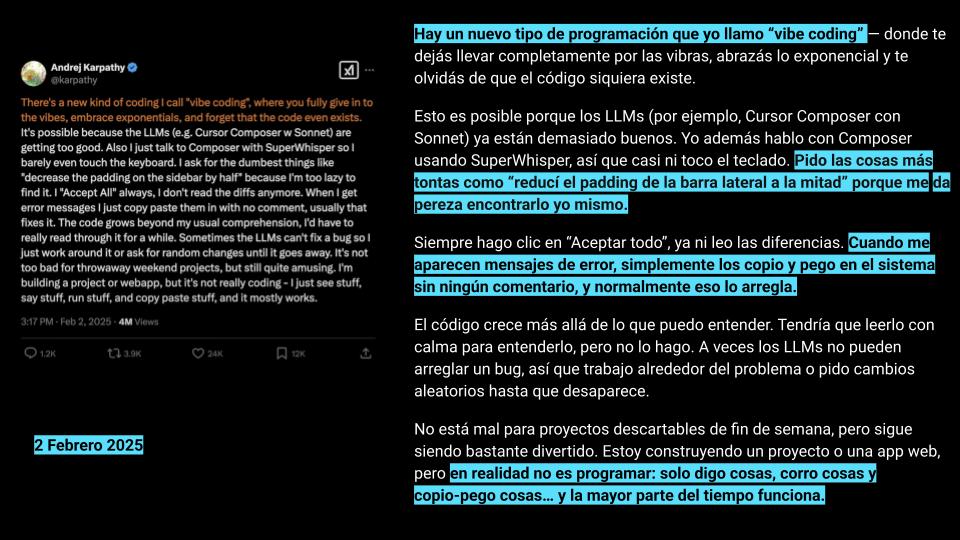 Andrej Karpathy
@karpathy
There's a new kind of coding I call "vibe coding", where you fully give in to
the vibes, embrace exponentials, and forget that the code even exists.
It's possible because the LLMs (e.g. Cursor Composer w Sonnet) are
getting too good. Also I just talk to Composer with SuperWhisper so I
barely even touch the keyboard. I ask for the dumbest things like
"decrease the padding on the sidebar by half" because I'm too lazy to
find it. I "Accept All" always, I don't read the diffs anymore. When I get
error messages I just copy paste them in with no comment, usually that
fixes it. The code grows beyond my usual comprehension, I'd have to
really read through it for a while. Sometimes the LLMs can't fix a bug so I
just work around it or ask for random changes until it goes away. It's not
too bad for throwaway weekend projects, but still quite amusing. I'm
building a project or webapp, but it's not really coding - I just see stuff,
say stuff, run stuff, and copy paste stuff, and it mostly works.
3:17 PM · Feb 2, 2025 · 4M Views
1.2K 3.9K 24K 12K
2 Febrero 2025
Hay un nuevo tipo de programación que yo llamo “vibe coding” — donde te
dejás llevar completamente por las vibras, abrazás lo exponencial y te
olvidás de que el código siquiera existe.
Esto es posible porque los LLMs (por ejemplo, Cursor Composer con
Sonnet) ya están demasiado buenos. Yo además hablo con Composer
usando SuperWhisper, así que casi ni toco el teclado. Pido las cosas más
tontas como “reducí el padding de la barra lateral a la mitad” porque me da
pereza encontrarlo yo mismo.
Siempre hago clic en “Aceptar todo”, ya ni leo las diferencias. Cuando me
aparecen mensajes de error, simplemente los copio y pego en el sistema
sin ningún comentario, y normalmente eso lo arregla.
El código crece más allá de lo que puedo entender. Tendría que leerlo con
calma para entenderlo, pero no lo hago. A veces los LLMs no pueden
arreglar un bug, así que trabajo alrededor del problema o pido cambios
aleatorios hasta que desaparece.
No está mal para proyectos descartables de fin de semana, pero sigue
siendo bastante divertido. Estoy construyendo un proyecto o una app web,
pero en realidad no es programar: solo digo cosas, corro cosas y
copio-pego cosas… y la mayor parte del tiempo funciona.